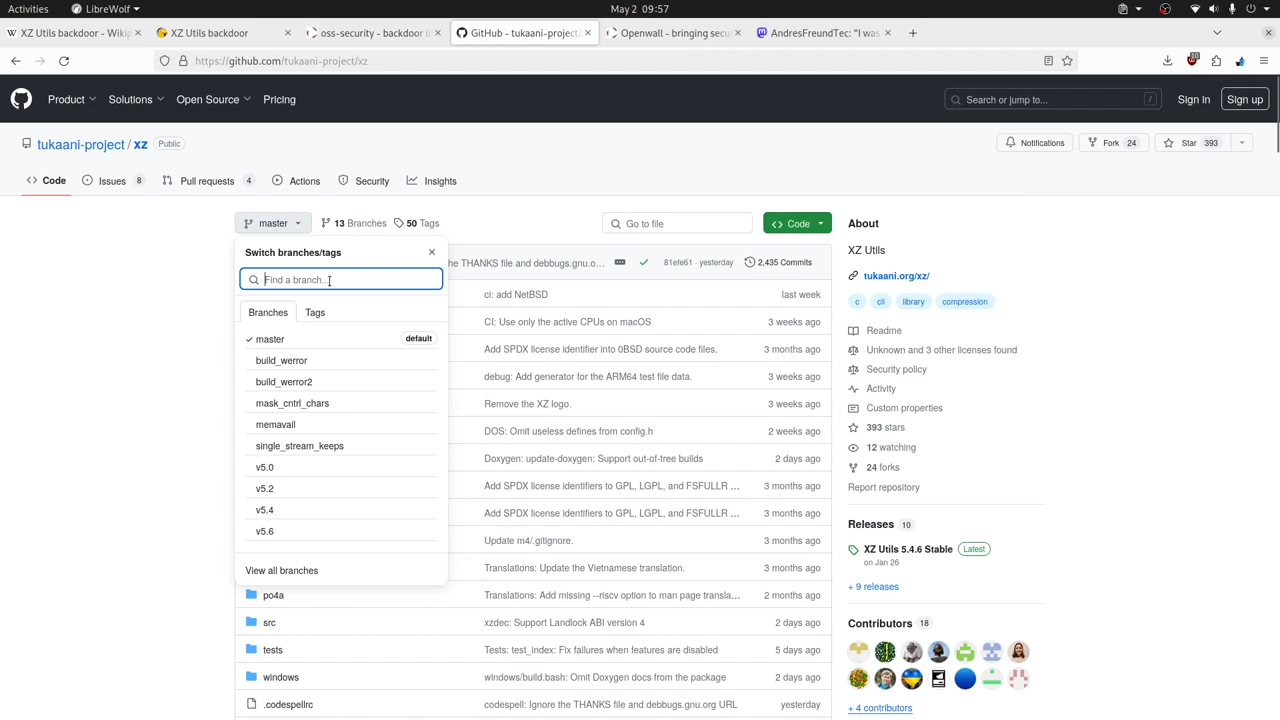 Activities LibreWolf May 2 09:57
XZ Utils backdoor - Wikip XZ Utils backdoor oss-security - backdoor in GitHub - tukaani-project/ Openwall - bringing secu AndresFreundTec: "I was
https://github.com/tukaani-project/xz 10
Product Solutions Open Source Pricing Search or jump to... / Sign in Sign up
tukaani-project / xz Public Notifications Fork 24 Star 393
Code Issues 8 Pull requests 4 Actions Security Insights
master 13 Branches 50 Tags Go to file Code
Switch branches/tags
Find a branch...
Branches Tags
master default
build_werror
build_werror2
mask_cntrl_chars
memavail
single_stream_keeps
v5.0
v5.2
v5.4
v5.6
View all branches
he THANKS file and debbugs.gnu.o... 81efe61 · yesterday 2,435 Commits
ci: add NetBSD last week
CI: Use only the active CPUs on macOS 3 weeks ago
Add SPDX license identifier into 0BSD source code files. 3 months ago
debug: Add generator for the ARM64 test file data. 3 weeks ago
Remove the XZ logo. 3 weeks ago
DOS: Omit useless defines from config.h 2 weeks ago
Doxygen: update-doxygen: Support out-of-tree builds 2 days ago
Add SPDX license identifiers to GPL, LGPL, and FSFULLR ... 3 months ago
Add SPDX license identifiers to GPL, LGPL, and FSFULLR ... 3 months ago
Update m4/.gitignore. 3 months ago
Translations: Update the Vietnamese translation. 3 months ago
po4a Translations: Add missing --riscv option to man page transla... 2 months ago
src xzdec: Support Landlock ABI version 4 2 days ago
tests Tests: test_index: Fix failures when features are disabled 5 days ago
windows windows/build.bash: Omit Doxygen docs from the package 2 days ago
.codespellrc codespell: Ignore the THANKS file and debbugs.gnu.org URL yesterday
About
XZ Utils
tukaani.org/xz/
c cli library compression
Readme
Unknown and 3 other licenses found
Security policy
Activity
Custom properties
393 stars
12 watching
24 forks
Report repository
Releases 10
XZ Utils 5.4.6 Stable Latest
on Jan 26
+ 9 releases
Contributors 18
+ 4 contributors